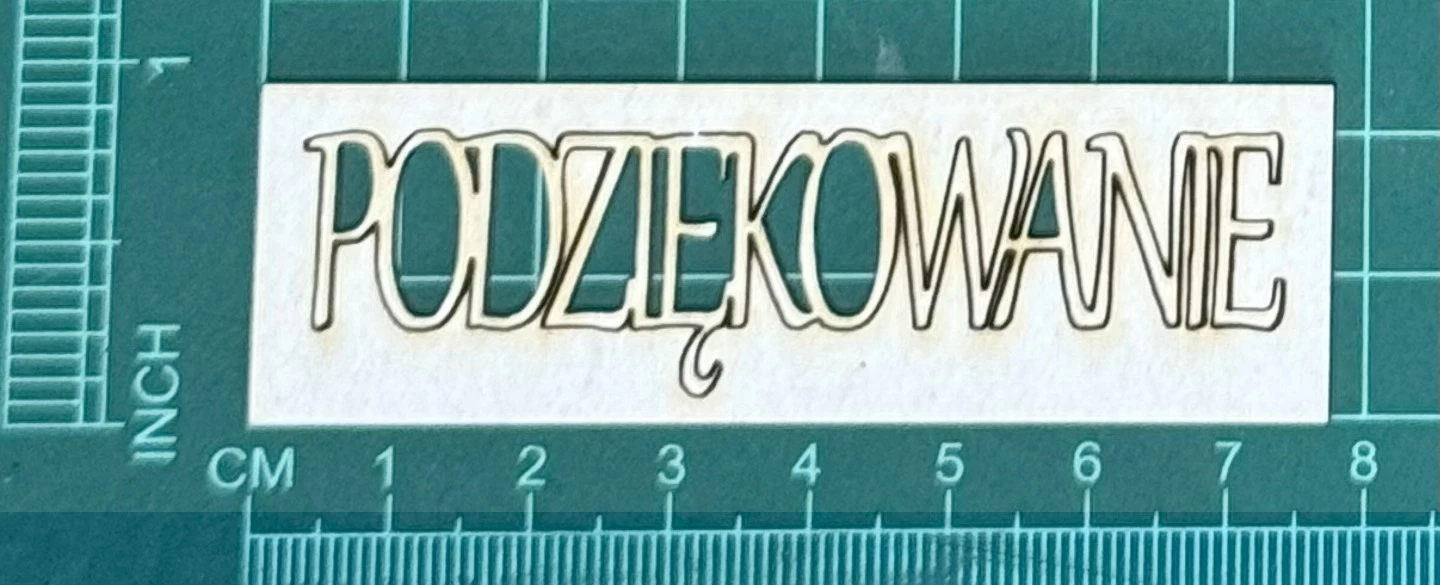 1
PODZIĘKOWANIE
INCH
CM 1 2 3 4 5 6 7 8